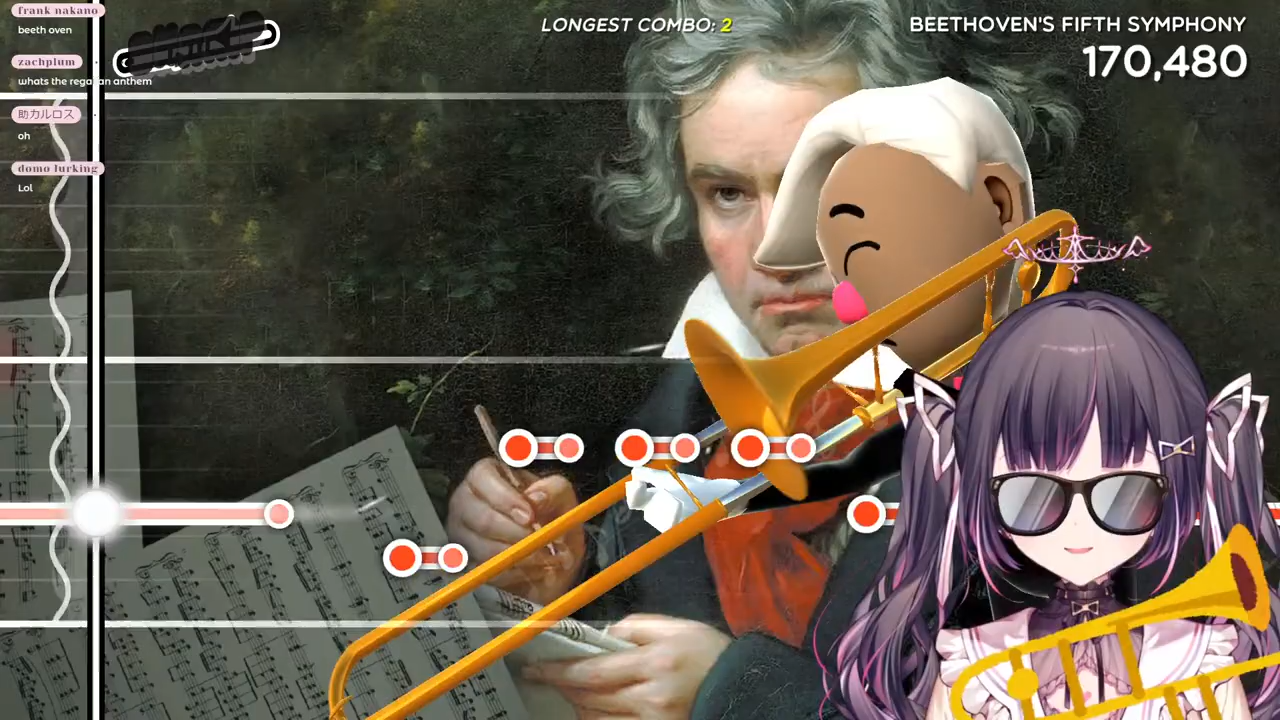 frank nakano
beeth oven
zachplum
whats the regalian anthem
助カルロス
oh
domo lurking
Lol
LONGEST COMBO: 2
BEETHOVEN'S FIFTH SYMPHONY
170,480